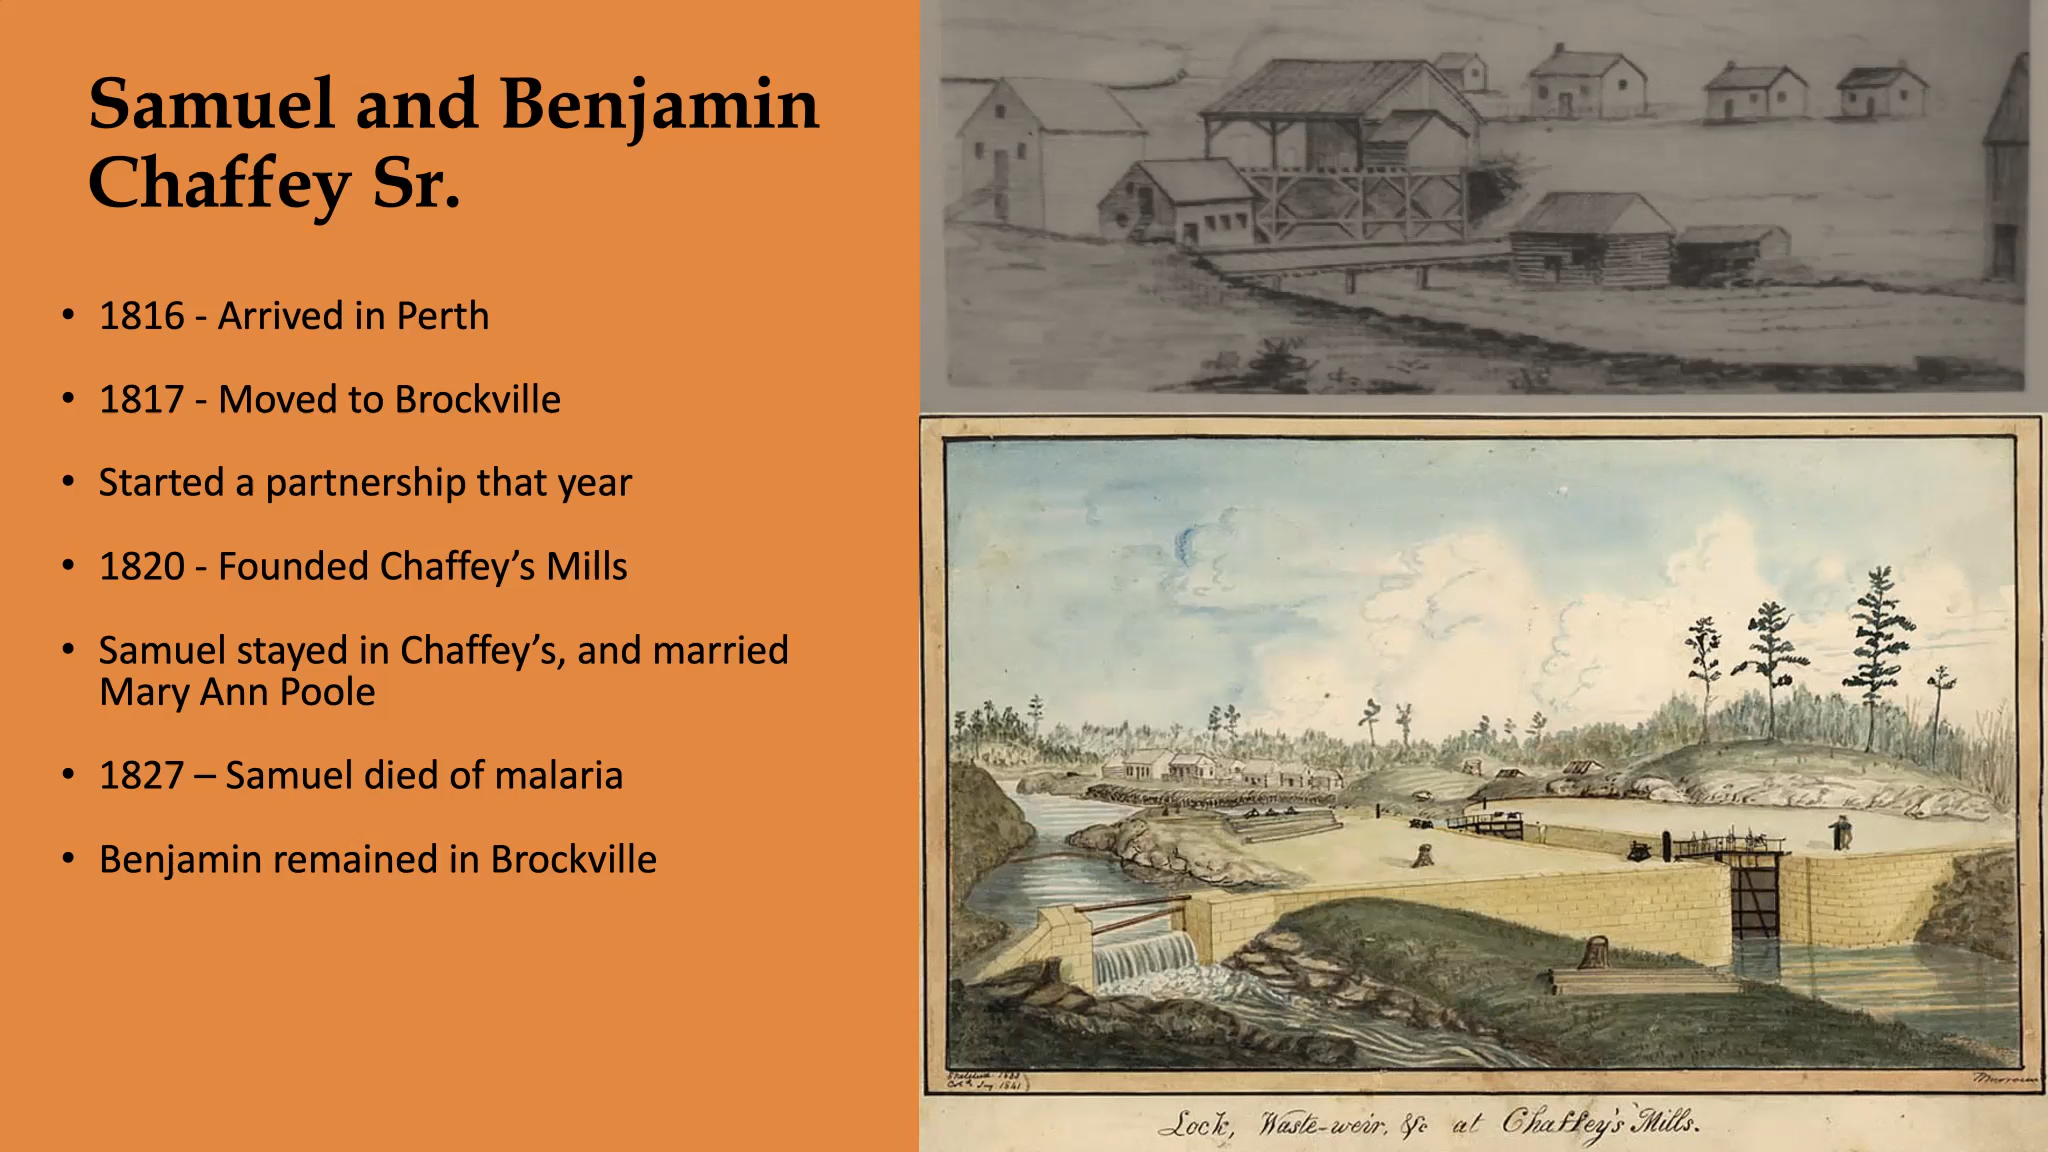 Samuel and Benjamin
Chaffey Sr.
• 1816 - Arrived in Perth
• 1817 - Moved to Brockville
• Started a partnership that year
• 1820 - Founded Chaffey’s Mills
• Samuel stayed in Chaffey’s, and married
Mary Ann Poole
• 1827 – Samuel died of malaria
• Benjamin remained in Brockville
Lock, Waste-weir, &c at Chaffey's Mills.